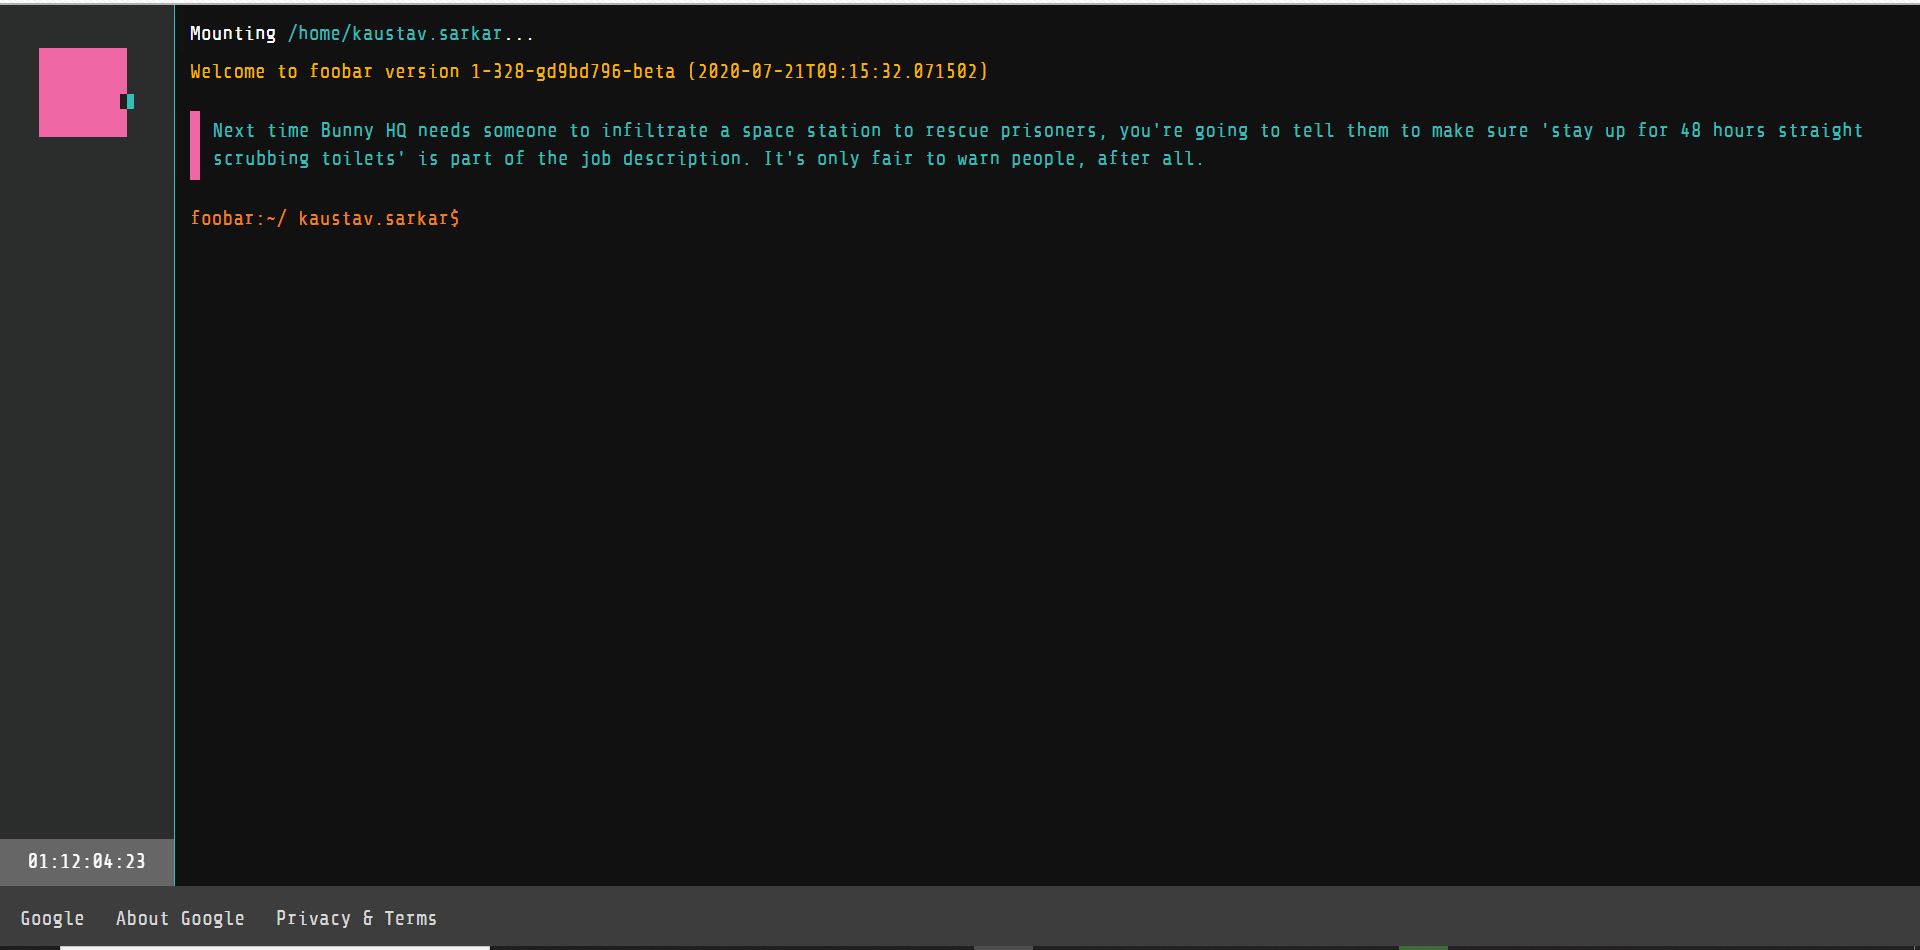 Mounting /home/kaustav.sarkar...
Welcome to foobar version 1-328-gd9bd796-beta (2020-07-21T09:15:32.071502)
Next time Bunny HQ needs someone to infiltrate a space station to rescue prisoners, you're going to tell them to make sure 'stay up for 48 hours straight
scrubbing toilets' is part of the job description. It's only fair to warn people, after all.
foobar:~/ kaustav.sarkar$
01:12:04:23
Google About Google Privacy & Terms